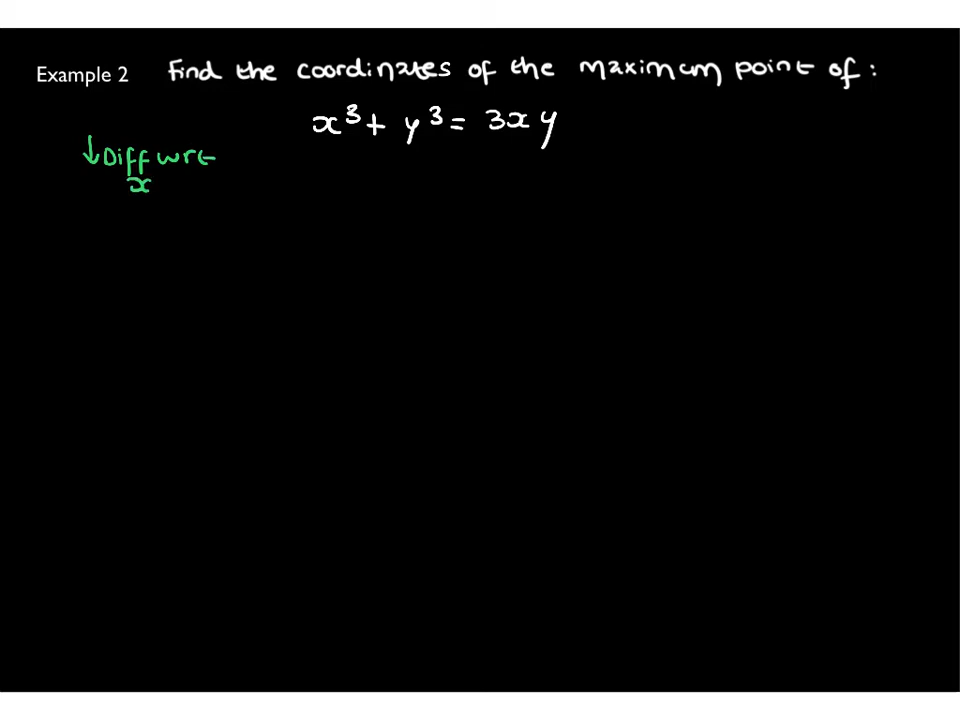 Example 2 Find the coordinates of the maximum point of:
x³ + y³ = 3xy
↓ Diff wrt
x